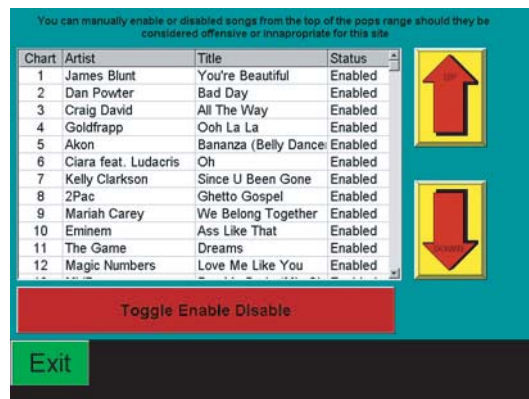 You can manually enable or disabled songs from the top of the pops range should they be
considered offensive or innapropriate for this site
Chart Artist Title Status
1 James Blunt You're Beautiful Enabled
2 Dan Powter Bad Day Enabled
3 Craig David All The Way Enabled
4 Goldfrapp Ooh La La Enabled
5 Akon Bananza (Belly Dancer Enabled
6 Ciara feat. Ludacris Oh Enabled
7 Kelly Clarkson Since U Been Gone Enabled
8 2Pac Ghetto Gospel Enabled
9 Mariah Carey We Belong Together Enabled
10 Eminem Ass Like That Enabled
11 The Game Dreams Enabled
12 Magic Numbers Love Me Like You Enabled
UP
DOWN
Toggle Enable Disable
Exit